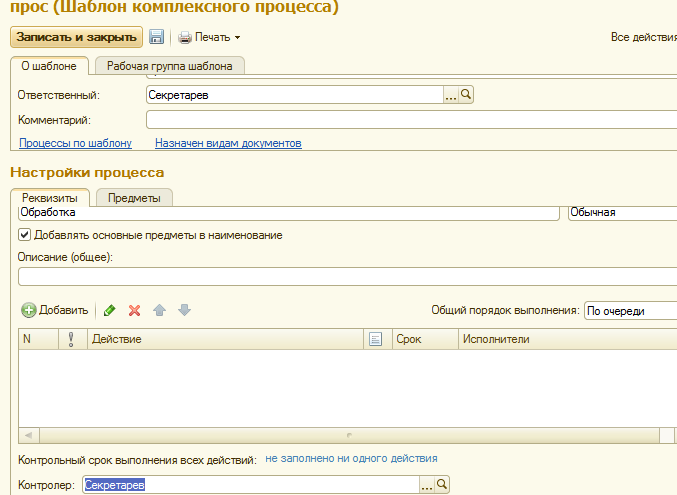 прос (Шаблон комплексного процесса)
Записать и закрыть Печать Все действия
О шаблоне Рабочая группа шаблона
Ответственный: Секретарев
Комментарий:
Процессы по шаблону Назначен видам документов
Настройки процесса
Реквизиты Предметы
Обработка Обычная
Добавлять основные предметы в наименование
Описание (общее):
Добавить Общий порядок выполнения: По очереди
N Действие Срок Исполнители
Контрольный срок выполнения всех действий: не заполнено ни одного действия
Контролер: Секретарев